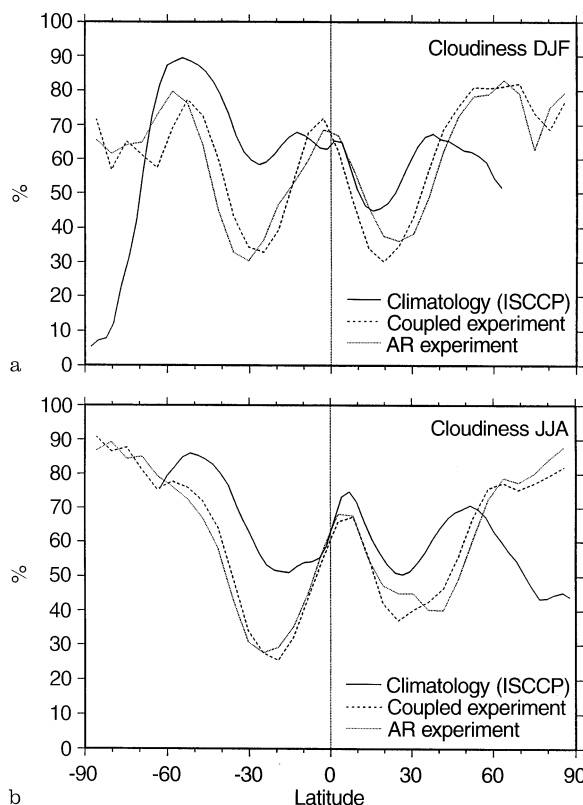 a
100
90
80
70
60
50
40
30
20
10
0
%
Cloudiness DJF
Climatology (ISCCP)
Coupled experiment
AR experiment
b
100
90
80
70
60
50
40
30
20
10
0
%
Cloudiness JJA
Climatology (ISCCP)
Coupled experiment
AR experiment
-90 -60 -30 0 30 60 90
Latitude